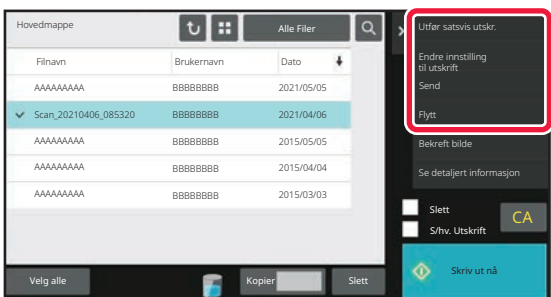 Hovedmappe
Alle Filer
Filnavn Brukernavn Dato
AAAAAAAAA BBBBBBBB 2021/05/05
Scan_20210406_085320 BBBBBBBB 2021/04/06
AAAAAAAAA BBBBBBBB 2015/05/05
AAAAAAAAA BBBBBBBB 2015/04/04
AAAAAAAAA BBBBBBBB 2015/03/03
Velg alle
Kopier
Slett
Utfør satsvis utskr.
Endre innstilling
til utskrift
Send
Flytt
Bekreft bilde
Se detaljert informasjon
Slett
S/hv. Utskrift
CA
Skriv ut nå